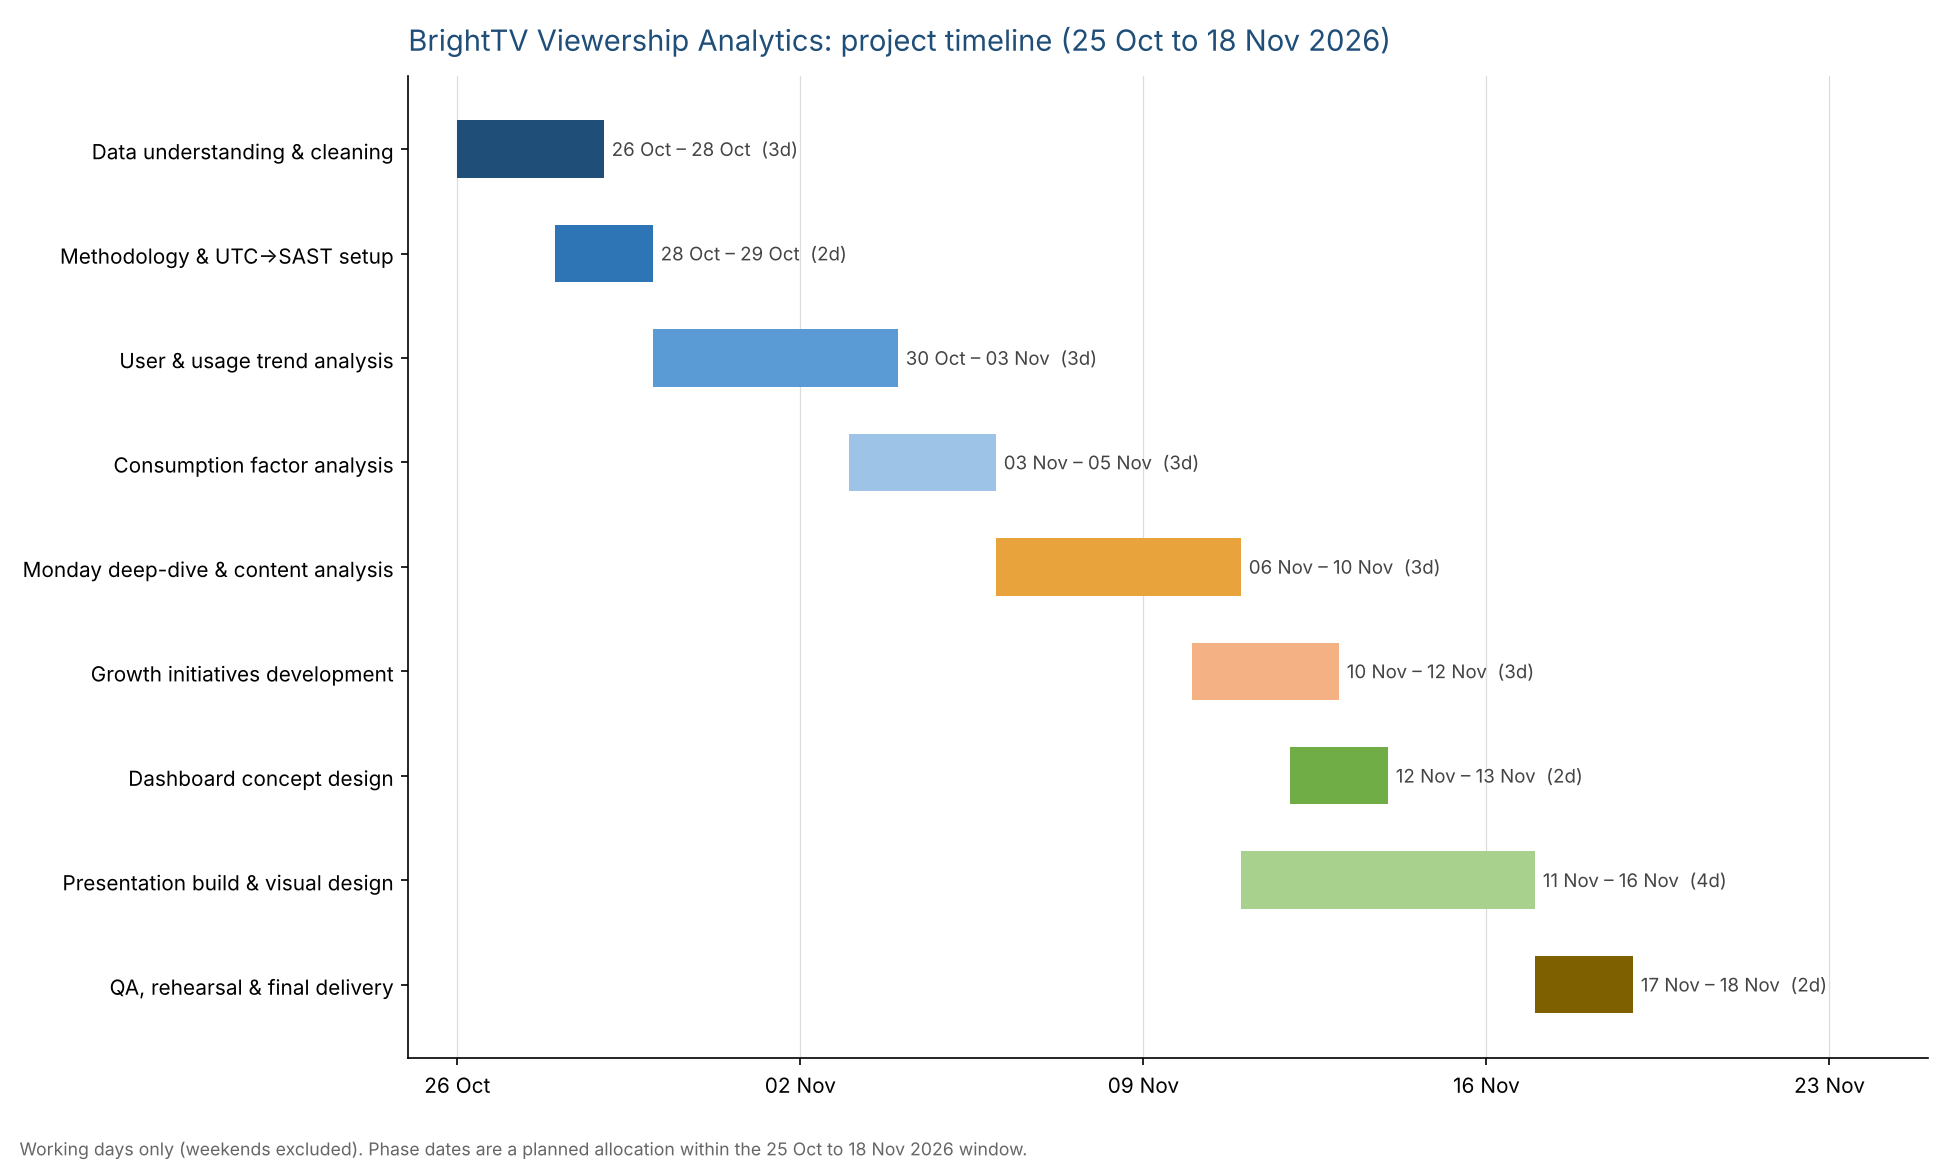 BrightTV Viewership Analytics: project timeline (25 Oct to 18 Nov 2026)
Data understanding & cleaning
26 Oct – 28 Oct (3d)
Methodology & UTC→SAST setup
28 Oct – 29 Oct (2d)
User & usage trend analysis
30 Oct – 03 Nov (3d)
Consumption factor analysis
03 Nov – 05 Nov (3d)
Monday deep-dive & content analysis
06 Nov – 10 Nov (3d)
Growth initiatives development
10 Nov – 12 Nov (3d)
Dashboard concept design
12 Nov – 13 Nov (2d)
Presentation build & visual design
11 Nov – 16 Nov (4d)
QA, rehearsal & final delivery
17 Nov – 18 Nov (2d)
26 Oct 02 Nov 09 Nov 16 Nov 23 Nov
Working days only (weekends excluded). Phase dates are a planned allocation within the 25 Oct to 18 Nov 2026 window.